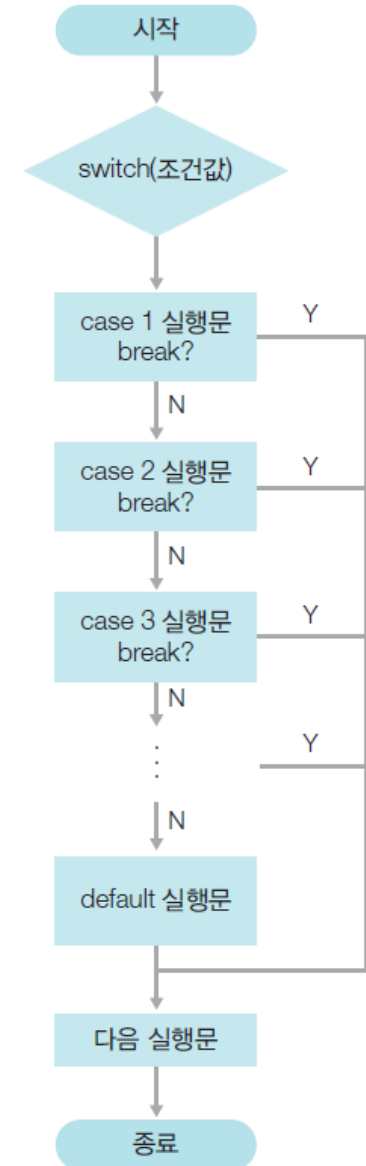 시작
switch(조건값)
case 1 실행문
break?
Y
N
case 2 실행문
break?
Y
N
case 3 실행문
break?
Y
N
⋮
Y
N
default 실행문
다음 실행문
종료